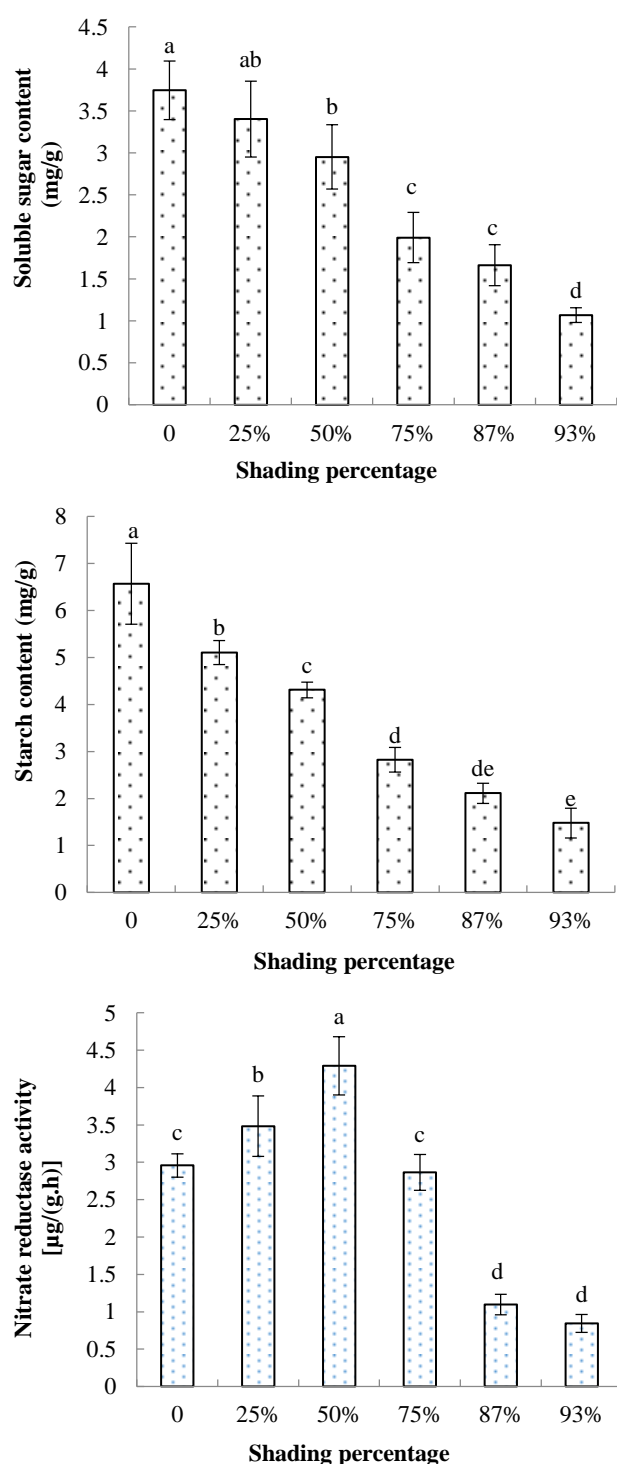 Soluble sugar content
(mg/g)
4.5
4
3.5
3
2.5
2
1.5
1
0.5
0
a
ab
b
c
c
d
0 25% 50% 75% 87% 93%
Shading percentage
Starch content (mg/g)
8
7
6
5
4
3
2
1
0
a
b
c
d
de
e
0 25% 50% 75% 87% 93%
Shading percentage
Nitrate reductase activity
[µg/(g.h)]
5
4.5
4
3.5
3
2.5
2
1.5
1
0.5
0
c
b
a
c
d
d
0 25% 50% 75% 87% 93%
Shading percentage